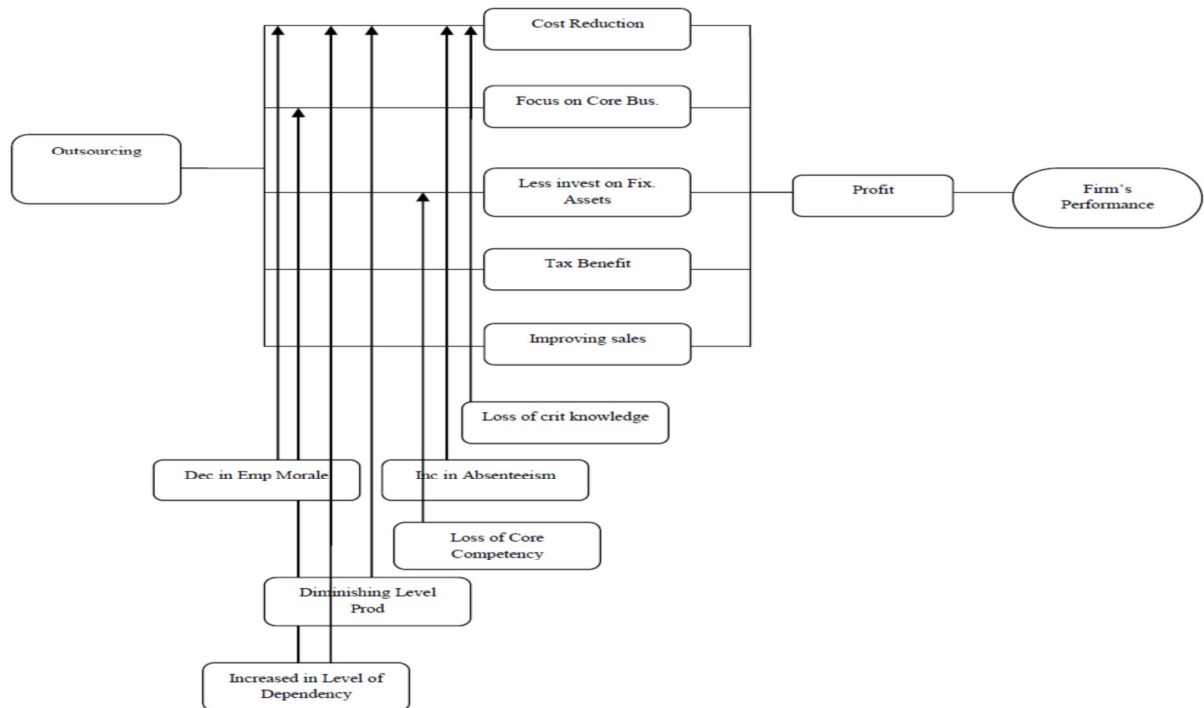 Cost Reduction
Focus on Core Bus.
Outsourcing
Less invest on Fix.
Assets
Profit
Firm`s
Performance
Tax Benefit
Improving sales
Loss of crit knowledge
Dec in Emp Morale
Inc in Absenteeism
Loss of Core
Competency
Diminishing Level
Prod
Increased in Level of
Dependency